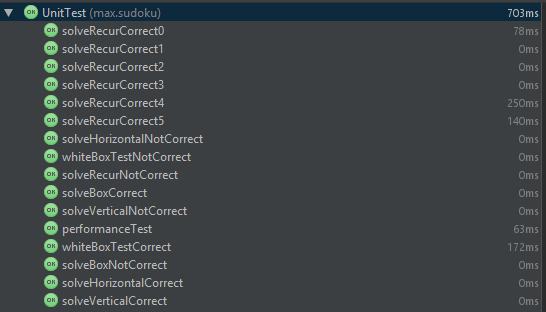 OK UnitTest (max.sudoku) 703ms
OK solveRecurCorrect0 78ms
OK solveRecurCorrect1 0ms
OK solveRecurCorrect2 0ms
OK solveRecurCorrect3 0ms
OK solveRecurCorrect4 250ms
OK solveRecurCorrect5 140ms
OK solveHorizontalNotCorrect 0ms
OK whiteBoxTestNotCorrect 0ms
OK solveRecurNotCorrect 0ms
OK solveBoxCorrect 0ms
OK solveVerticalNotCorrect 0ms
OK performanceTest 63ms
OK whiteBoxTestCorrect 172ms
OK solveBoxNotCorrect 0ms
OK solveHorizontalCorrect 0ms
OK solveVerticalCorrect 0ms